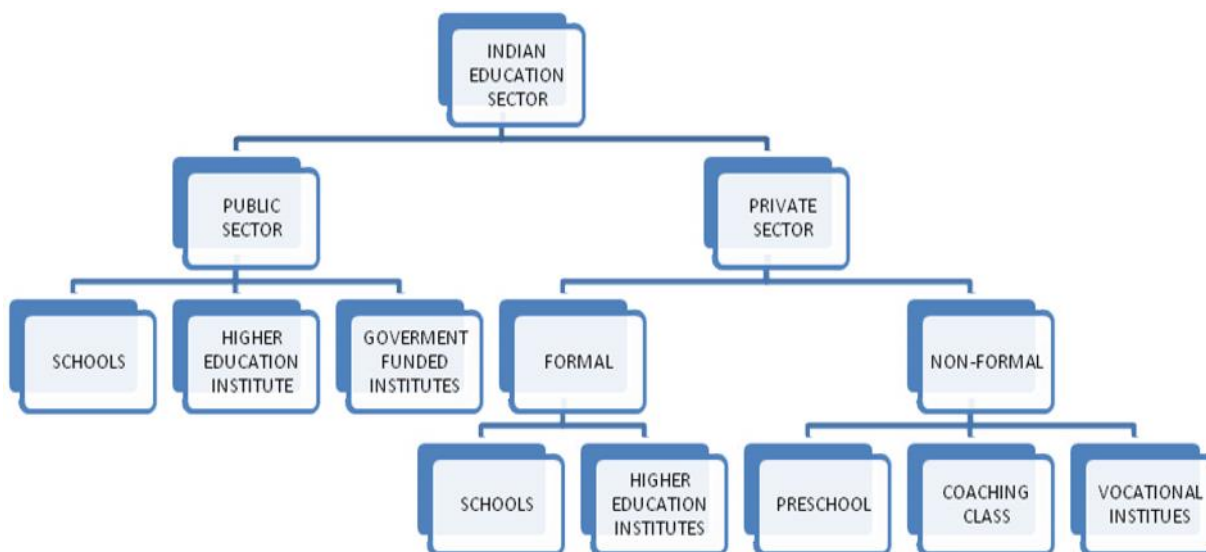 INDIAN
EDUCATION
SECTOR
PUBLIC
SECTOR
PRIVATE
SECTOR
SCHOOLS
HIGHER
EDUCATION
INSTITUTE
GOVERMENT
FUNDED
INSTITUTES
FORMAL
NON-FORMAL
SCHOOLS
HIGHER
EDUCATION
INSTITUTES
PRESCHOOL
COACHING
CLASS
VOCATIONAL
INSTITUES